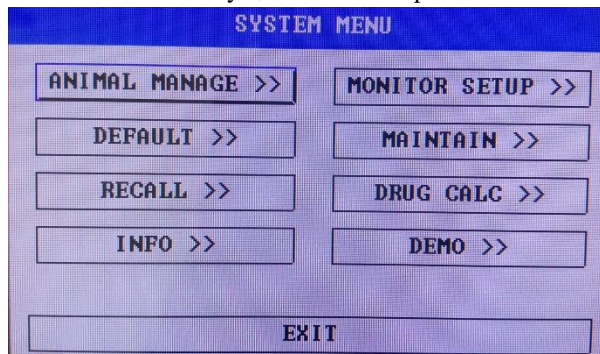 SYSTEM MENU
ANIMAL MANAGE >>
MONITOR SETUP >>
DEFAULT >>
MAINTAIN >>
RECALL >>
DRUG CALC >>
INFO >>
DEMO >>
EXIT